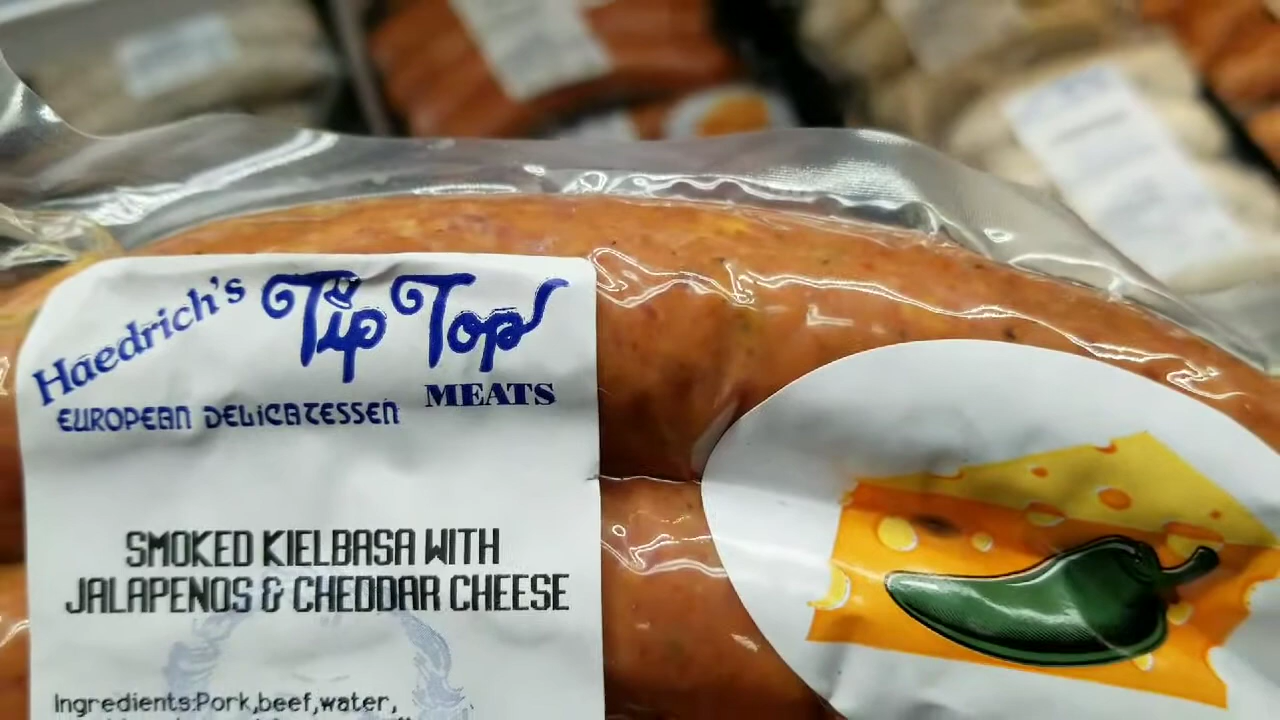 Haedrich's Tip Top
MEATS
EUROPEAN DELICATESSEN
SMOKED KIELBASA WITH
JALAPENOS & CHEDDAR CHEESE
Ingredients:Pork,beef,water,